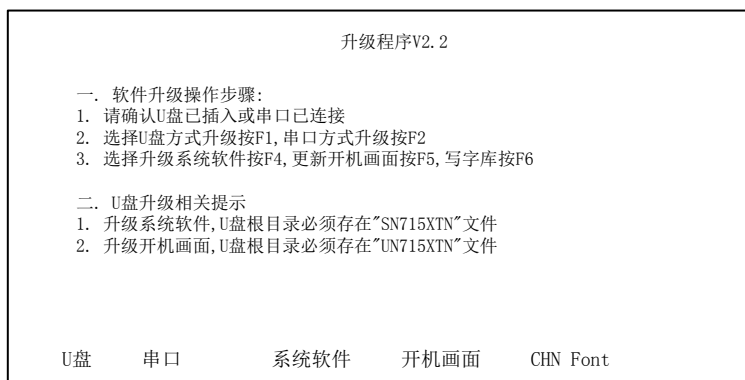 升级程序V2.2
一. 软件升级操作步骤:
1. 请确认U盘已插入或串口已连接
2. 选择U盘方式升级按F1,串口方式升级按F2
3. 选择升级系统软件按F4,更新开机画面按F5,写字库按F6
二. U盘升级相关提示
1. 升级系统软件,U盘根目录必须存在"SN715XTN"文件
2. 升级开机画面,U盘根目录必须存在"UN715XTN"文件
U盘 串口 系统软件 开机画面 CHN Font